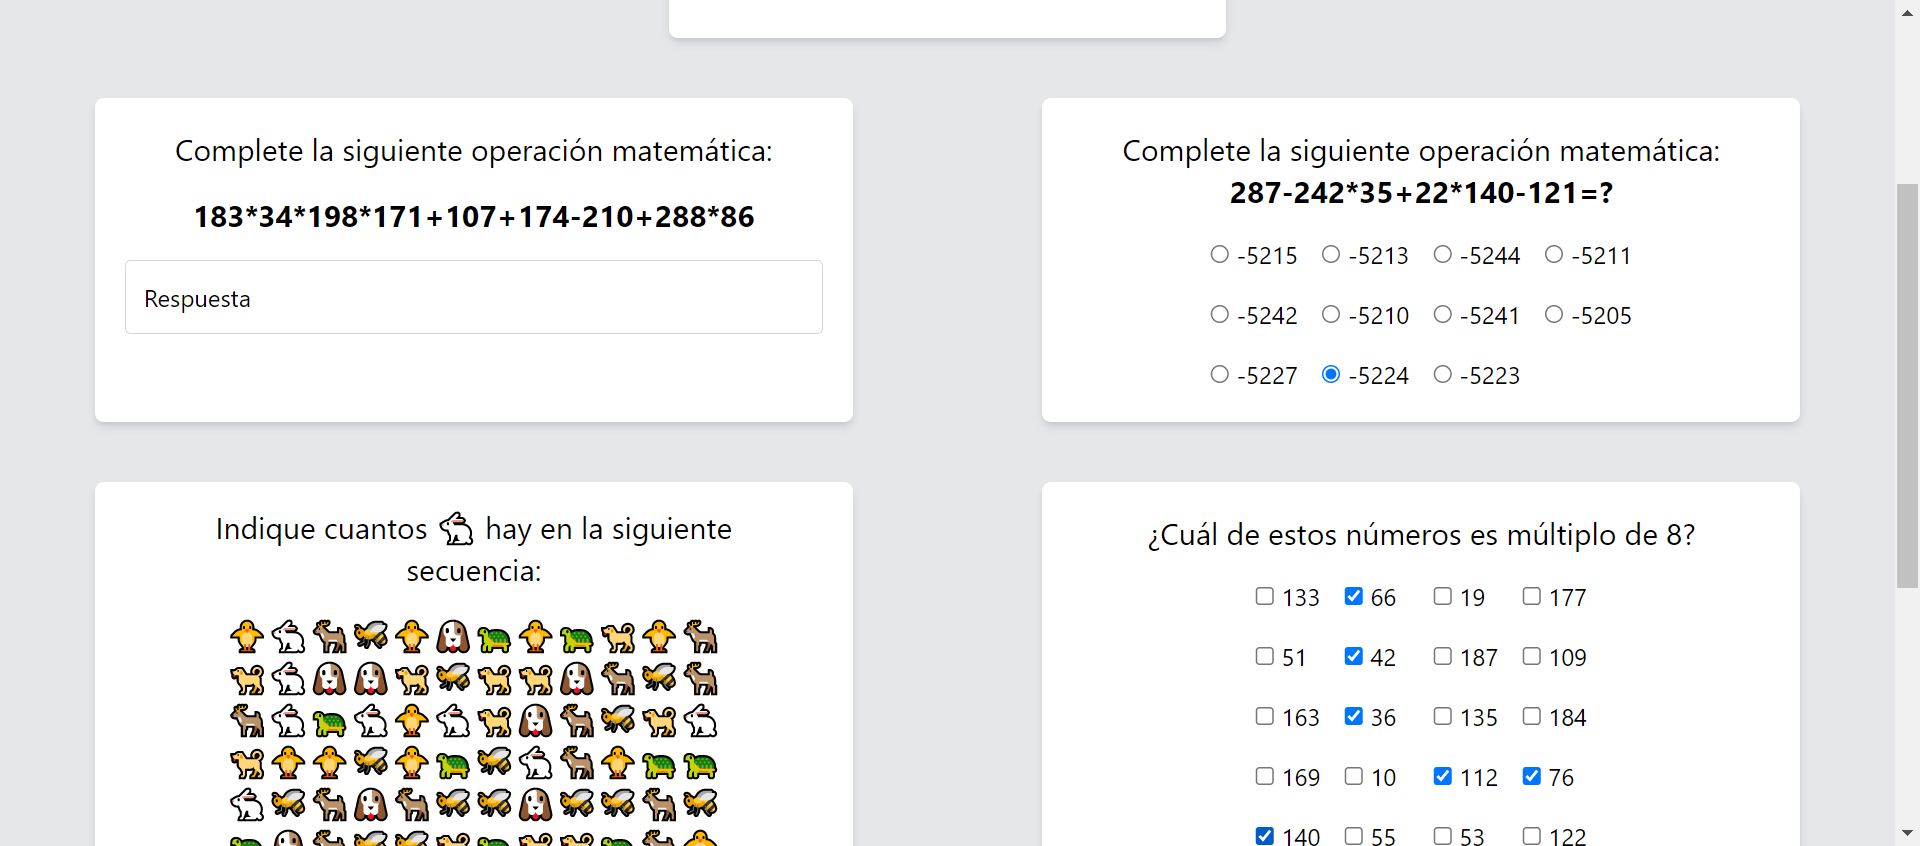 Complete la siguiente operación matemática:
183*34*198*171+107+174-210+288*86
Respuesta
Complete la siguiente operación matemática:
287-242*35+22*140-121=?
-5215 -5213 -5244 -5211
-5242 -5210 -5241 -5205
-5227 -5224 -5223
Indique cuantos 🐇 hay en la siguiente
secuencia:
¿Cuál de estos números es múltiplo de 8?
133 66 19 177
51 42 187 109
163 36 135 184
169 10 112 76
140 55 53 122